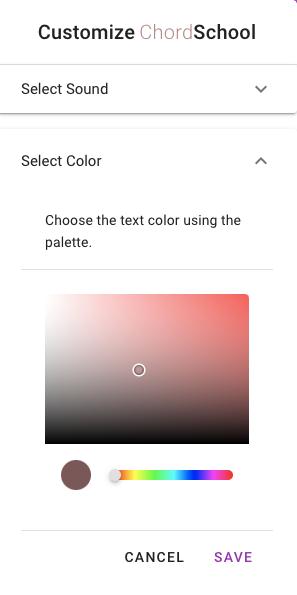 Customize ChordSchool
Select Sound
Select Color
Choose the text color using the
palette.
CANCEL SAVE